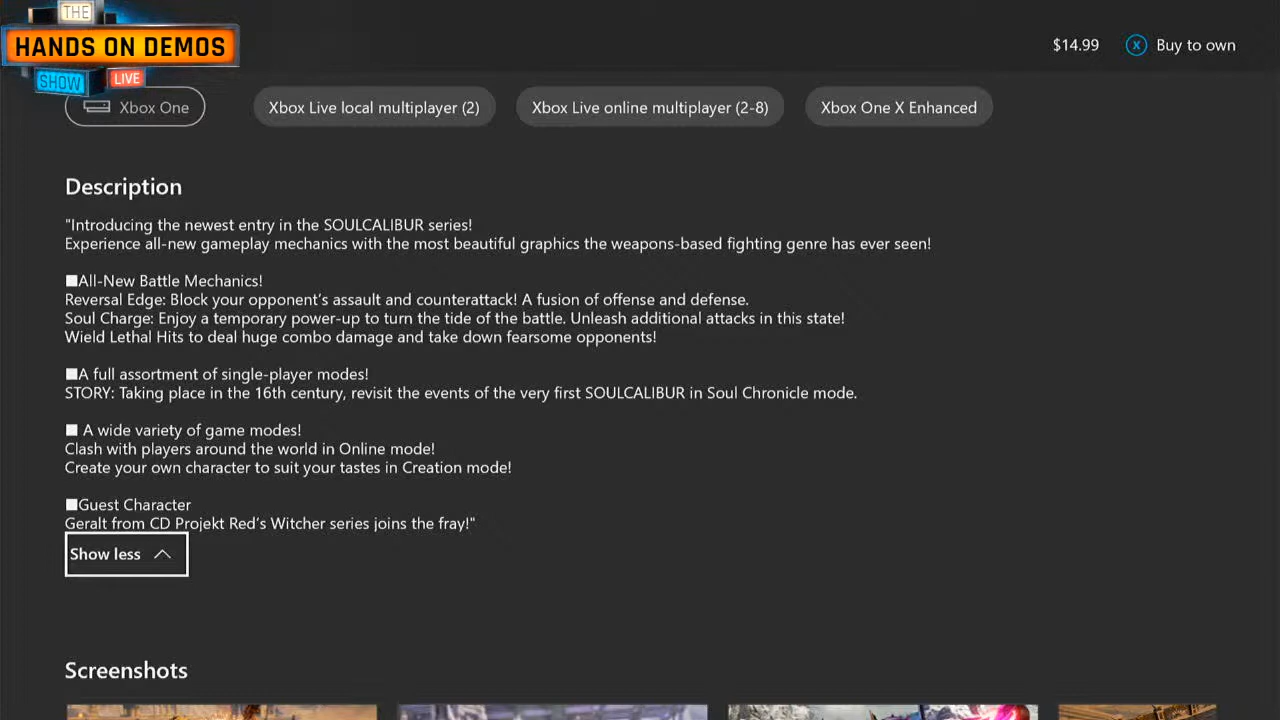 THE
HANDS ON DEMOS
SHOW LIVE
$14.99 X Buy to own
Xbox One Xbox Live local multiplayer (2) Xbox Live online multiplayer (2-8) Xbox One X Enhanced
Description
"Introducing the newest entry in the SOULCALIBUR series!
Experience all-new gameplay mechanics with the most beautiful graphics the weapons-based fighting genre has ever seen!
■All-New Battle Mechanics!
Reversal Edge: Block your opponent's assault and counterattack! A fusion of offense and defense.
Soul Charge: Enjoy a temporary power-up to turn the tide of the battle. Unleash additional attacks in this state!
Wield Lethal Hits to deal huge combo damage and take down fearsome opponents!
■A full assortment of single-player modes!
STORY: Taking place in the 16th century, revisit the events of the very first SOULCALIBUR in Soul Chronicle mode.
■ A wide variety of game modes!
Clash with players around the world in Online mode!
Create your own character to suit your tastes in Creation mode!
■Guest Character
Geralt from CD Projekt Red's Witcher series joins the fray!"
Show less
Screenshots